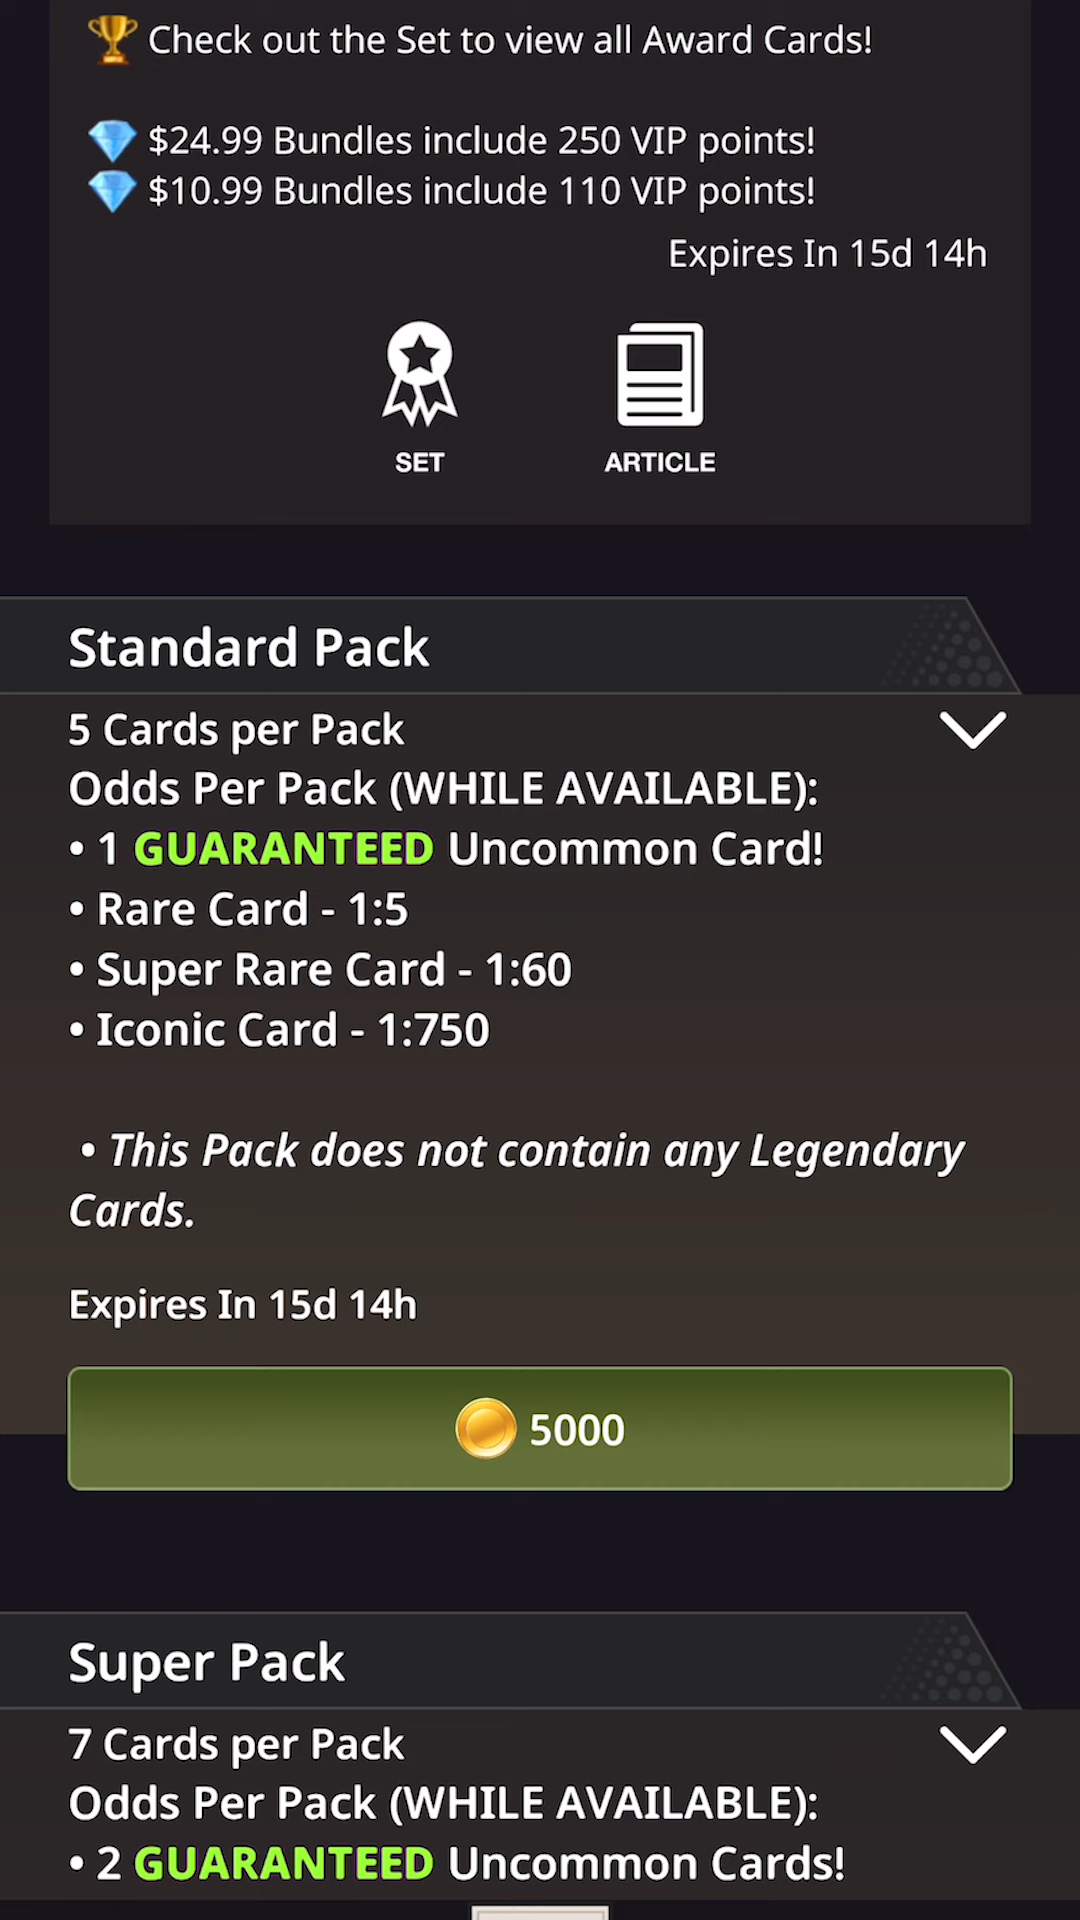 Check out the Set to view all Award Cards!
$24.99 Bundles include 250 VIP points!
$10.99 Bundles include 110 VIP points!
Expires In 15d 14h
SET
ARTICLE
Standard Pack
5 Cards per Pack
Odds Per Pack (WHILE AVAILABLE):
• 1 GUARANTEED Uncommon Card!
• Rare Card - 1:5
• Super Rare Card - 1:60
• Iconic Card - 1:750
• This Pack does not contain any Legendary
Cards.
Expires In 15d 14h
5000
Super Pack
7 Cards per Pack
Odds Per Pack (WHILE AVAILABLE):
• 2 GUARANTEED Uncommon Cards!